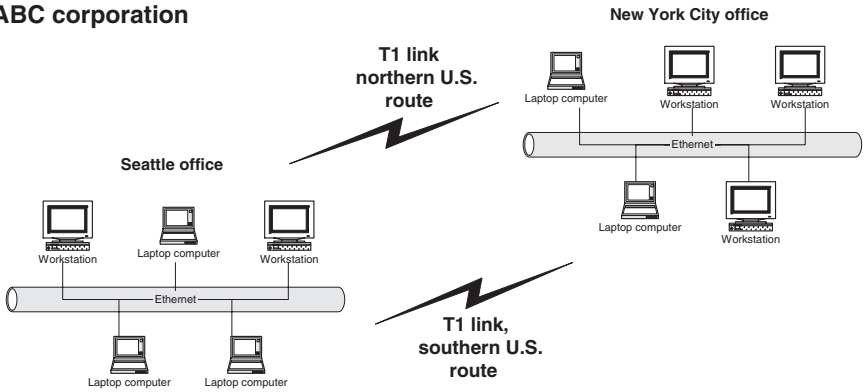 ABC corporation
New York City office
T1 link
northern U.S.
route
Laptop computer
Workstation
Workstation
Ethernet
Laptop computer
Workstation
Seattle office
Workstation
Laptop computer
Workstation
Ethernet
Laptop computer
Laptop computer
T1 link,
southern U.S.
route